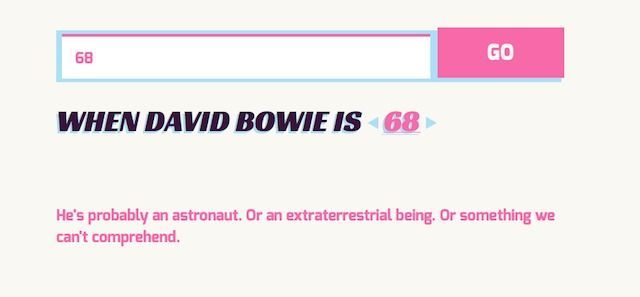 68
GO
WHEN DAVID BOWIE IS 68
He's probably an astronaut. Or an extraterrestrial being. Or something we
can't comprehend.